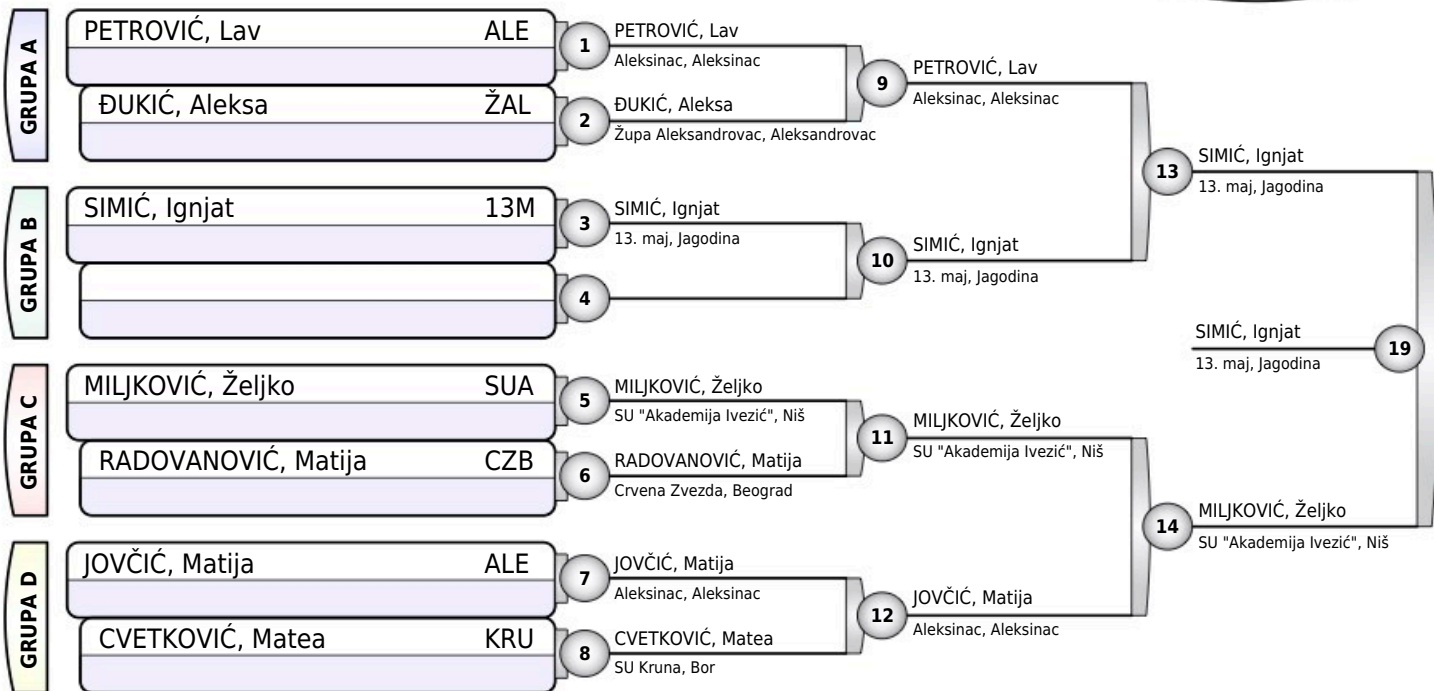 GRUPA A
PETROVIĆ, Lav ALE
ĐUKIĆ, Aleksa ŽAL
GRUPA B
SIMIĆ, Ignjat 13M
GRUPA C
MILJKOVIĆ, Željko SUA
RADOVANOVIĆ, Matija CZB
GRUPA D
JOVČIĆ, Matija ALE
CVETKOVIĆ, Matea KRU
1
PETROVIĆ, Lav
Aleksinac, Aleksinac
2
ĐUKIĆ, Aleksa
Župa Aleksandrovac, Aleksandrovac
3
SIMIĆ, Ignjat
13. maj, Jagodina
4
5
MILJKOVIĆ, Željko
SU "Akademija Ivezić", Niš
6
RADOVANOVIĆ, Matija
Crvena Zvezda, Beograd
7
JOVČIĆ, Matija
Aleksinac, Aleksinac
8
CVETKOVIĆ, Matea
SU Kruna, Bor
9
PETROVIĆ, Lav
Aleksinac, Aleksinac
10
SIMIĆ, Ignjat
13. maj, Jagodina
11
MILJKOVIĆ, Željko
SU "Akademija Ivezić", Niš
12
JOVČIĆ, Matija
Aleksinac, Aleksinac
13
SIMIĆ, Ignjat
13. maj, Jagodina
14
MILJKOVIĆ, Željko
SU "Akademija Ivezić", Niš
SIMIĆ, Ignjat
13. maj, Jagodina
19